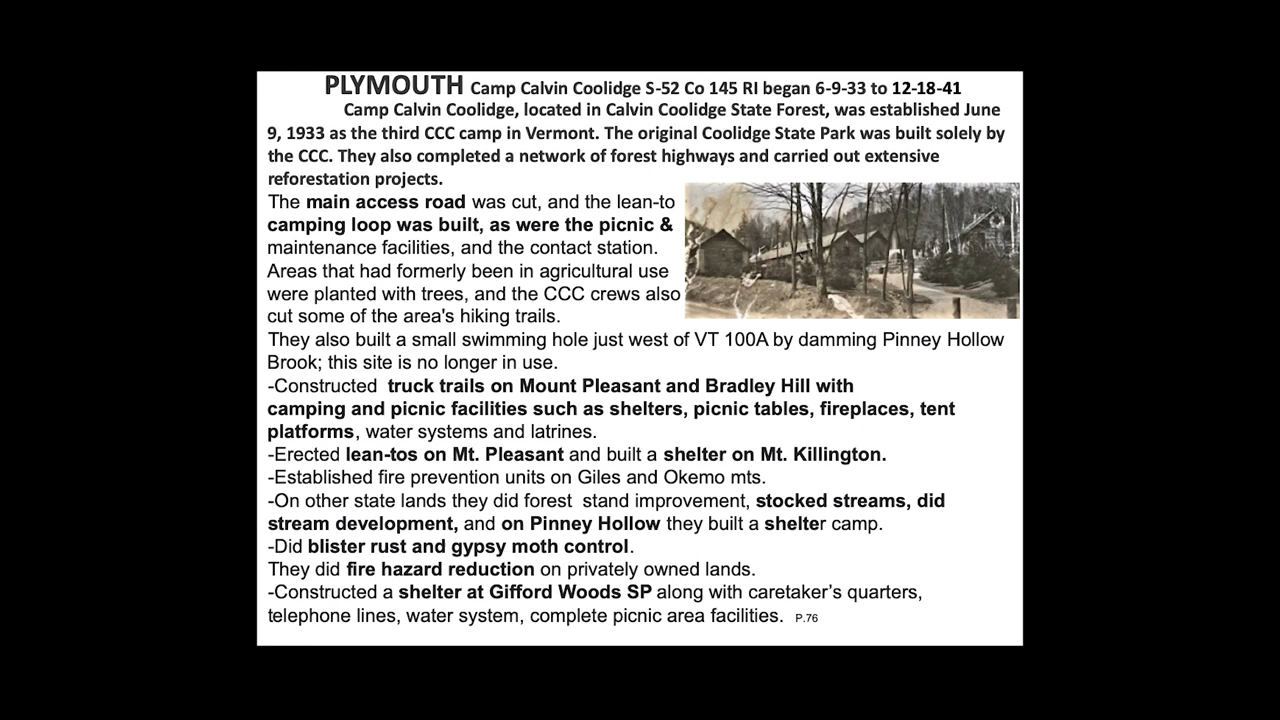 PLYMOUTH Camp Calvin Coolidge S-52 Co 145 RI began 6-9-33 to 12-18-41
Camp Calvin Coolidge, located in Calvin Coolidge State Forest, was established June
9, 1933 as the third CCC camp in Vermont. The original Coolidge State Park was built solely by
the CCC. They also completed a network of forest highways and carried out extensive
reforestation projects.
The main access road was cut, and the lean-to
camping loop was built, as were the picnic &
maintenance facilities, and the contact station.
Areas that had formerly been in agricultural use
were planted with trees, and the CCC crews also
cut some of the area's hiking trails.
They also built a small swimming hole just west of VT 100A by damming Pinney Hollow
Brook; this site is no longer in use.
-Constructed truck trails on Mount Pleasant and Bradley Hill with
camping and picnic facilities such as shelters, picnic tables, fireplaces, tent
platforms, water systems and latrines.
-Erected lean-tos on Mt. Pleasant and built a shelter on Mt. Killington.
-Established fire prevention units on Giles and Okemo mts.
-On other state lands they did forest stand improvement, stocked streams, did
stream development, and on Pinney Hollow they built a shelter camp.
-Did blister rust and gypsy moth control.
They did fire hazard reduction on privately owned lands.
-Constructed a shelter at Gifford Woods SP along with caretaker’s quarters,
telephone lines, water system, complete picnic area facilities. P.76